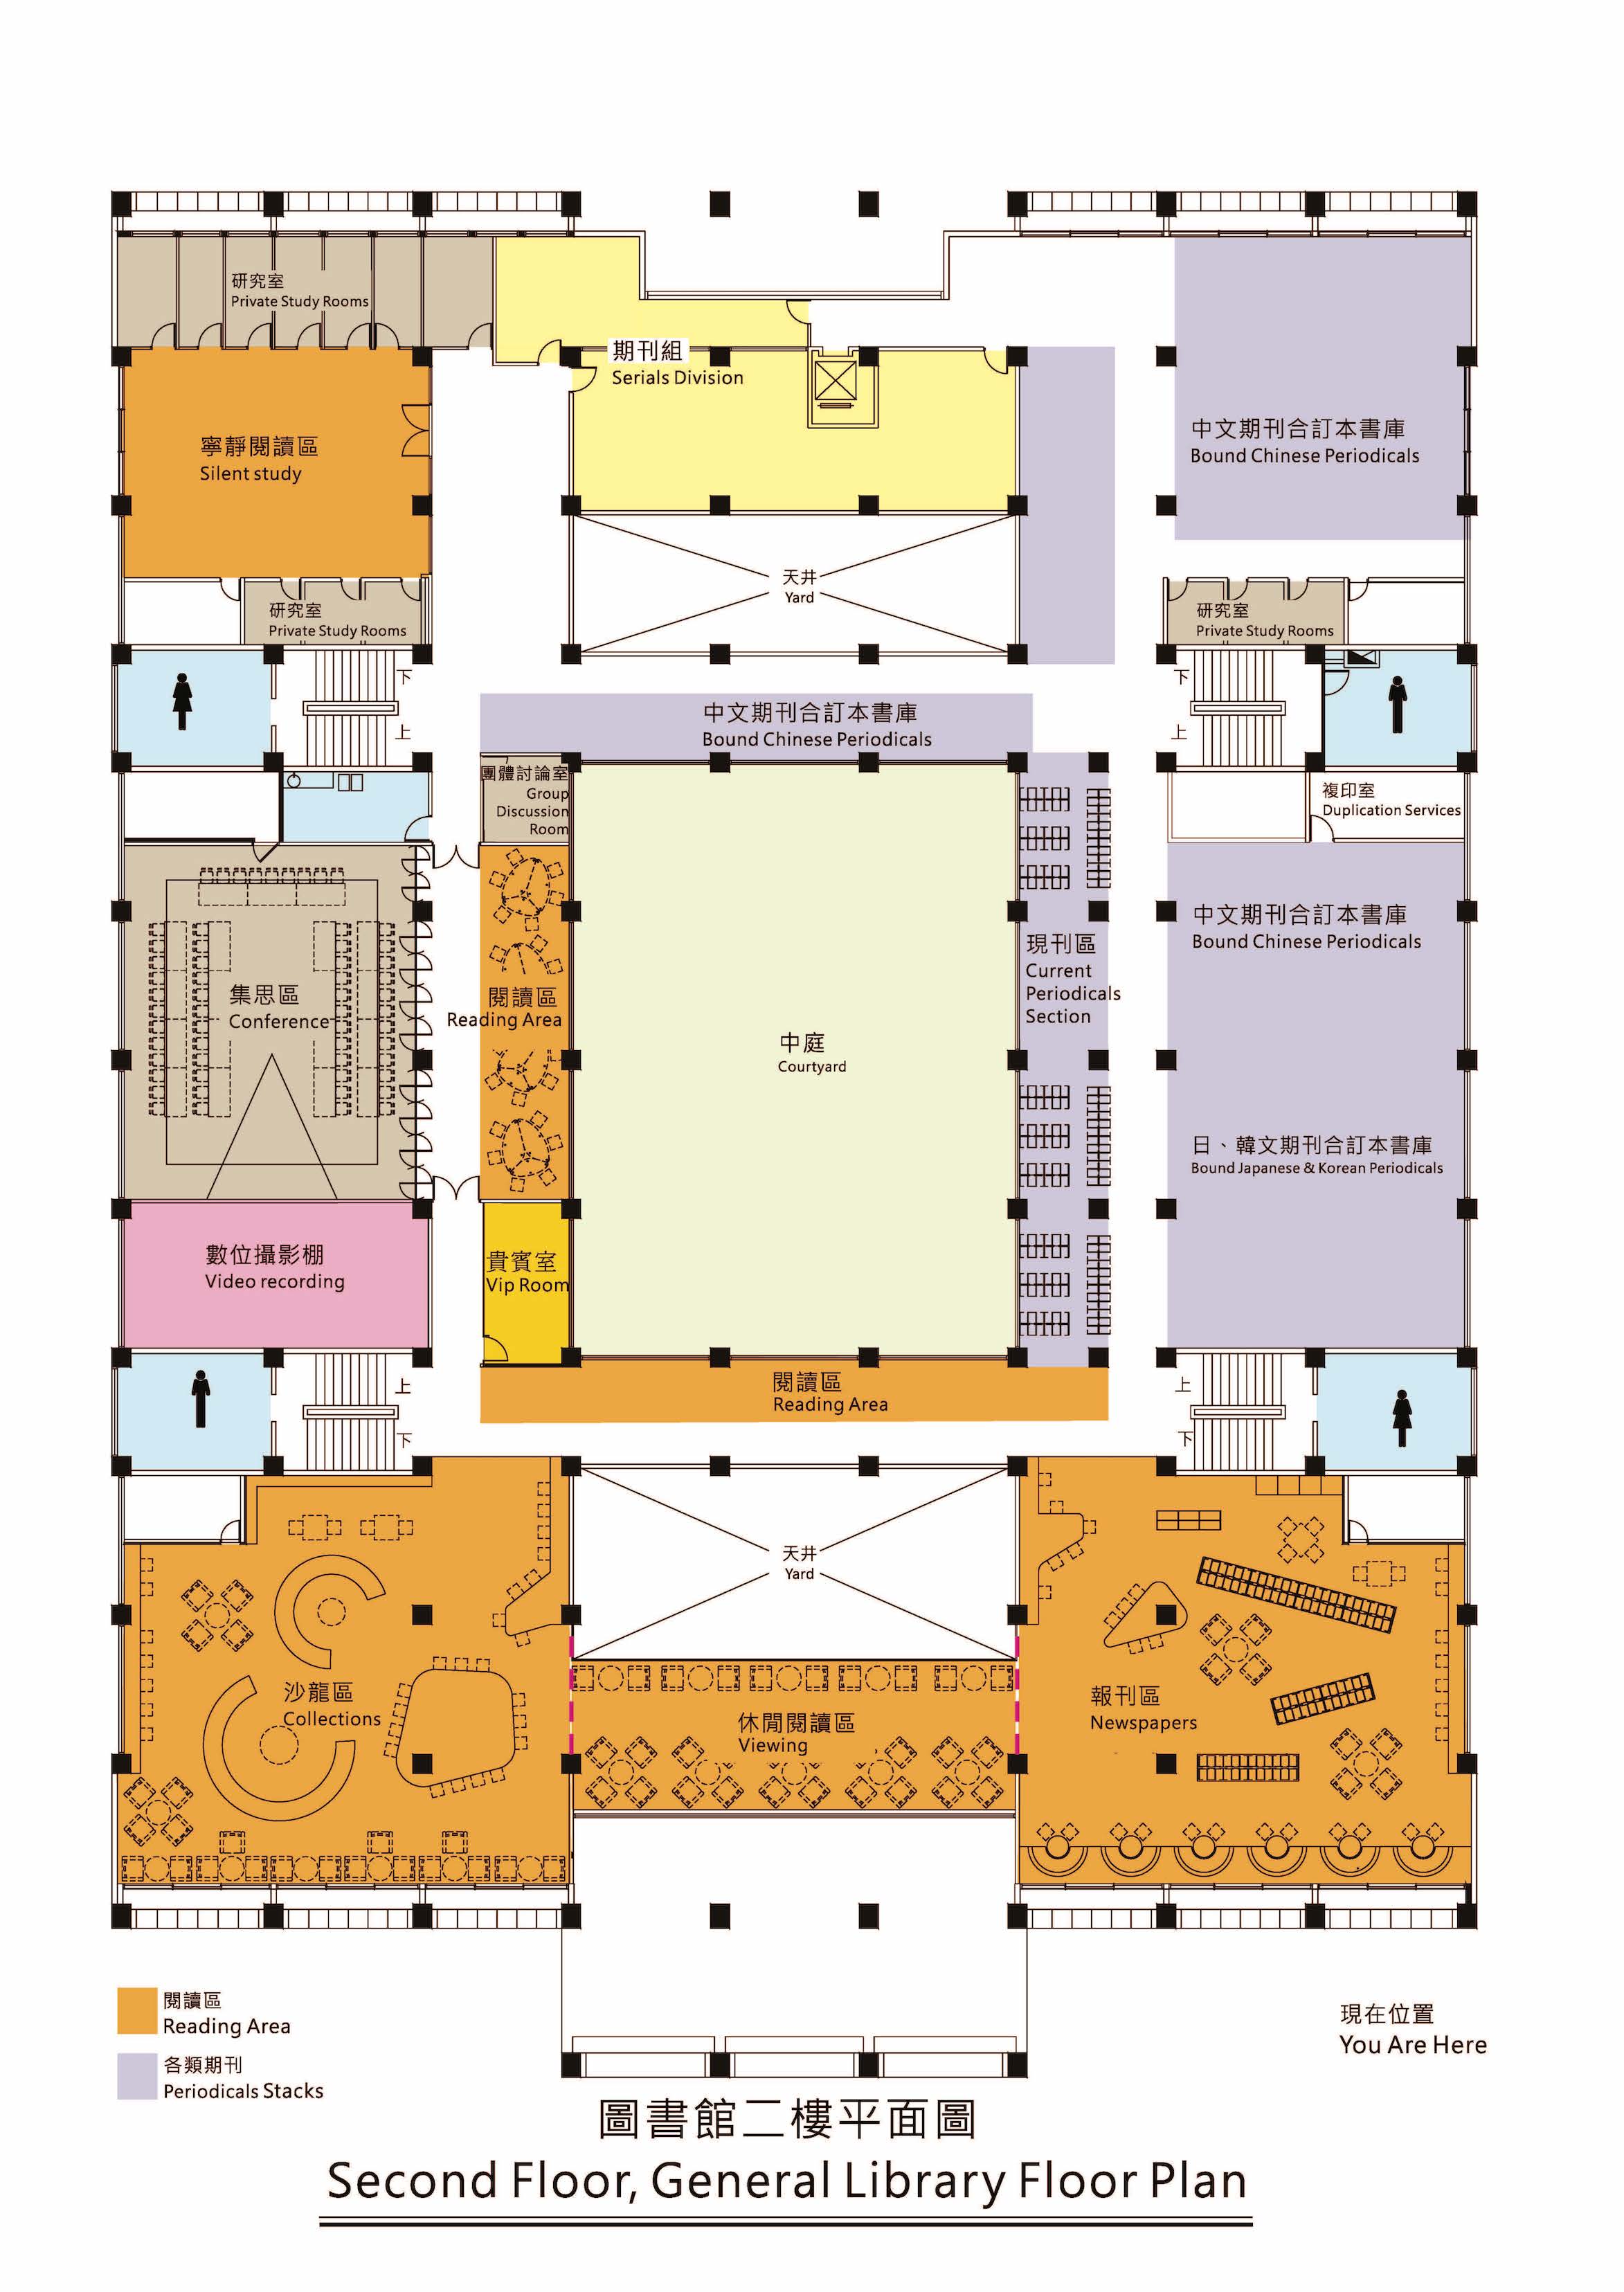 研究室
Private Study Rooms
期刊組
Serials Division
中文期刊合訂本書庫
Bound Chinese Periodicals
寧靜閱讀區
Silent study
天井
Yard
研究室
Private Study Rooms
研究室
Private Study Rooms
下
下
上
上
中文期刊合訂本書庫
Bound Chinese Periodicals
團體討論室
Group
Discussion
Room
複印室
Duplication Services
中文期刊合訂本書庫
Bound Chinese Periodicals
現刊區
Current
Periodicals
Section
集思區
Conference
閱讀區
Reading Area
中庭
Courtyard
日、韓文期刊合訂本書庫
Bound Japanese & Korean Periodicals
數位攝影棚
Video recording
貴賓室
Vip Room
上
上
閱讀區
Reading Area
下
下
天井
Yard
沙龍區
Collections
休閒閱讀區
Viewing
報刊區
Newspapers
閱讀區
Reading Area
各類期刊
Periodicals Stacks
現在位置
You Are Here
圖書館二樓平面圖
Second Floor, General Library Floor Plan